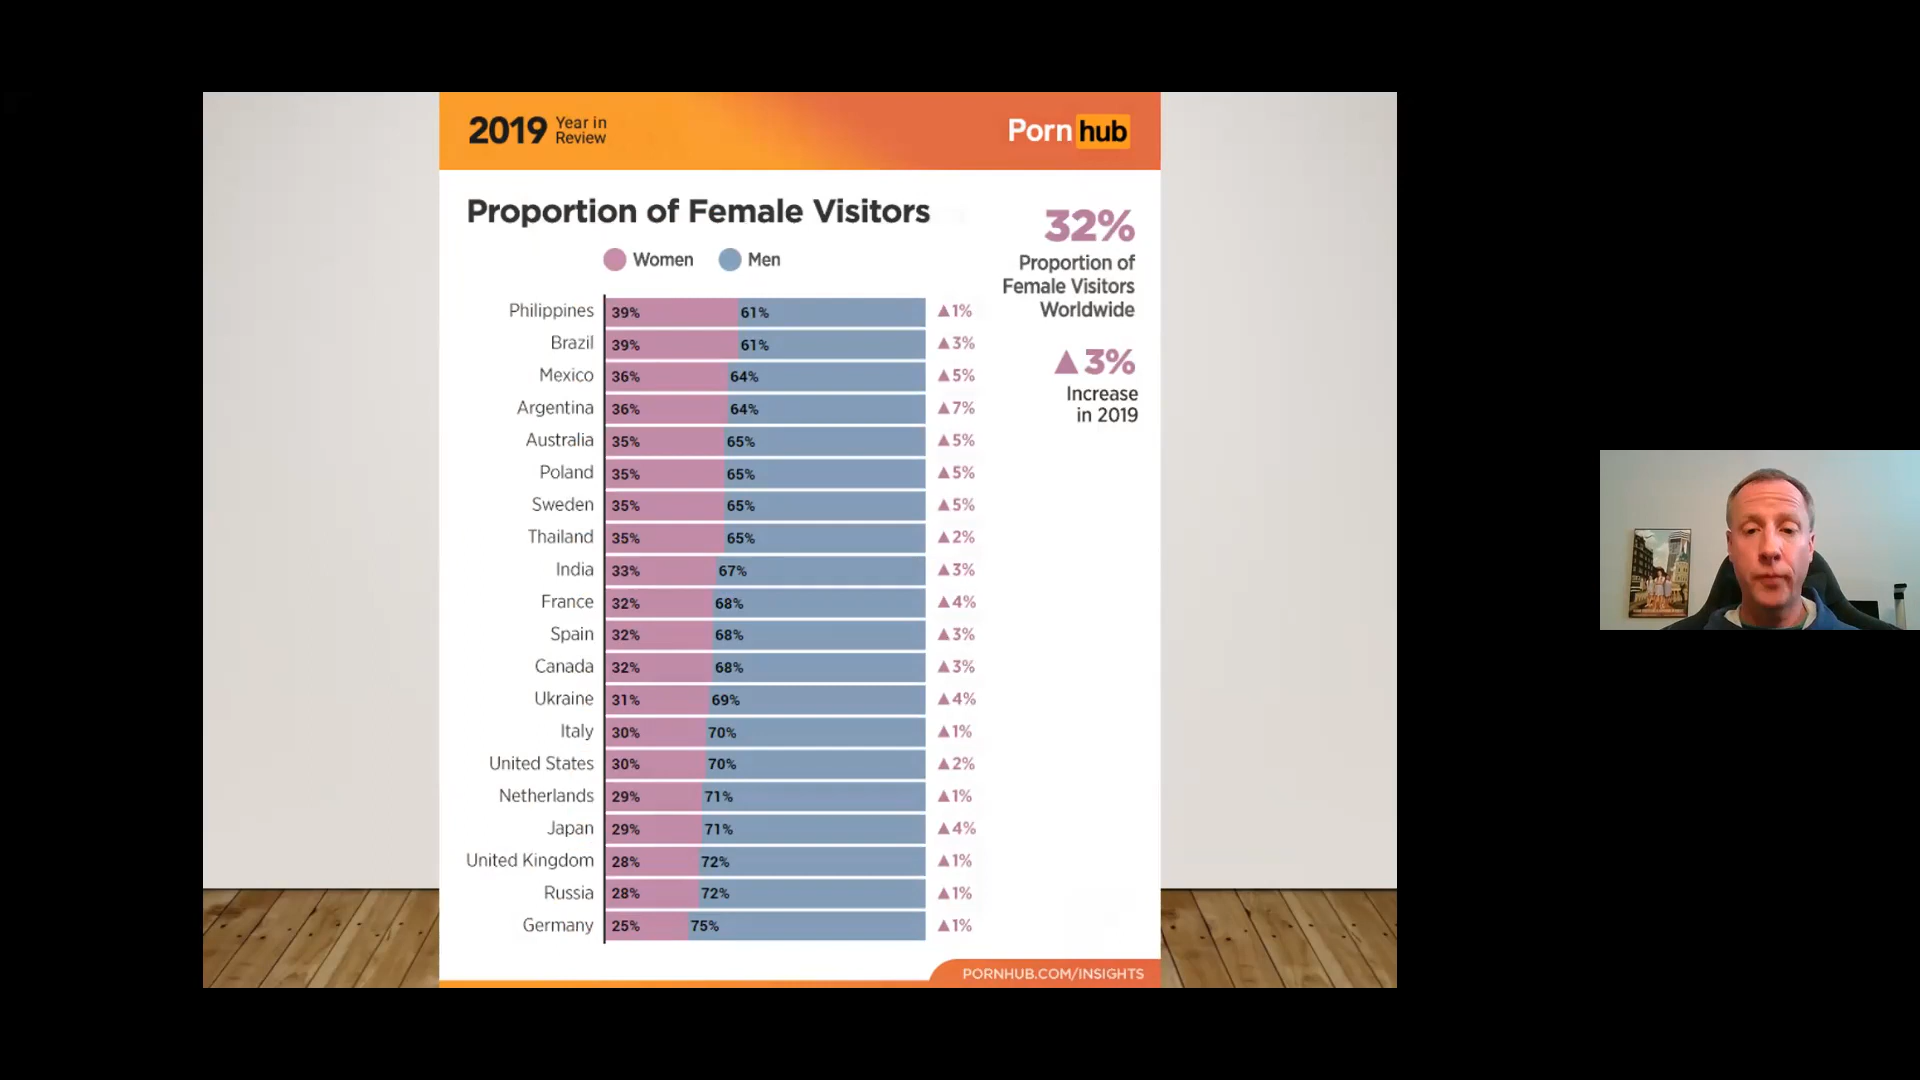 2019 Year in
Review
Porn hub
Proportion of Female Visitors
Women Men
32%
Proportion of
Female Visitors
Worldwide
▲3%
Increase
in 2019
Philippines 39% 61% ▲1%
Brazil 39% 61% ▲3%
Mexico 36% 64% ▲5%
Argentina 36% 64% ▲7%
Australia 35% 65% ▲5%
Poland 35% 65% ▲5%
Sweden 35% 65% ▲5%
Thailand 35% 65% ▲2%
India 33% 67% ▲3%
France 32% 68% ▲4%
Spain 32% 68% ▲3%
Canada 32% 68% ▲3%
Ukraine 31% 69% ▲4%
Italy 30% 70% ▲1%
United States 30% 70% ▲2%
Netherlands 29% 71% ▲1%
Japan 29% 71% ▲4%
United Kingdom 28% 72% ▲1%
Russia 28% 72% ▲1%
Germany 25% 75% ▲1%
PORNHUB.COM/INSIGHTS